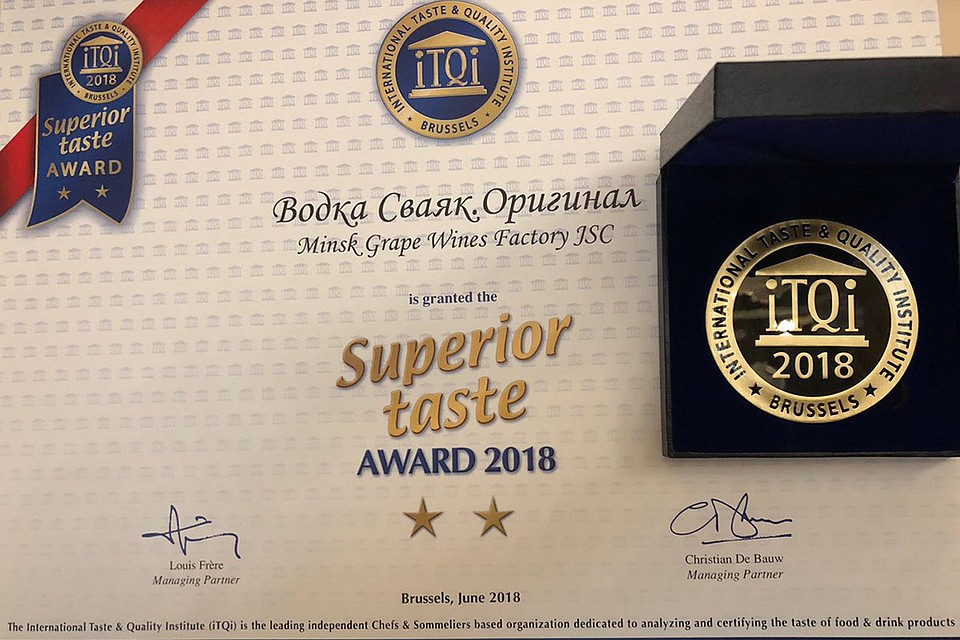 INTERNATIONAL TASTE & QUALITY INSTITUTE
iTQi
2018
BRUSSELS
Superior
taste
AWARD
INTERNATIONAL TASTE & QUALITY INSTITUTE
iTQi
BRUSSELS
Водка Сваяк.Оригинал
Minsk Grape Wines Factory JSC
is granted the
Superior
taste
AWARD 2018
INTERNATIONAL TASTE & QUALITY INSTITUTE
iTQi
2018
BRUSSELS
Louis Frère
Managing Partner
Christian De Bauw
Managing Partner
Brussels, June 2018
The International Taste & Quality Institute (iTQi) is the leading independent Chefs & Sommeliers based organization dedicated to analyzing and certifying the taste of food & drink products